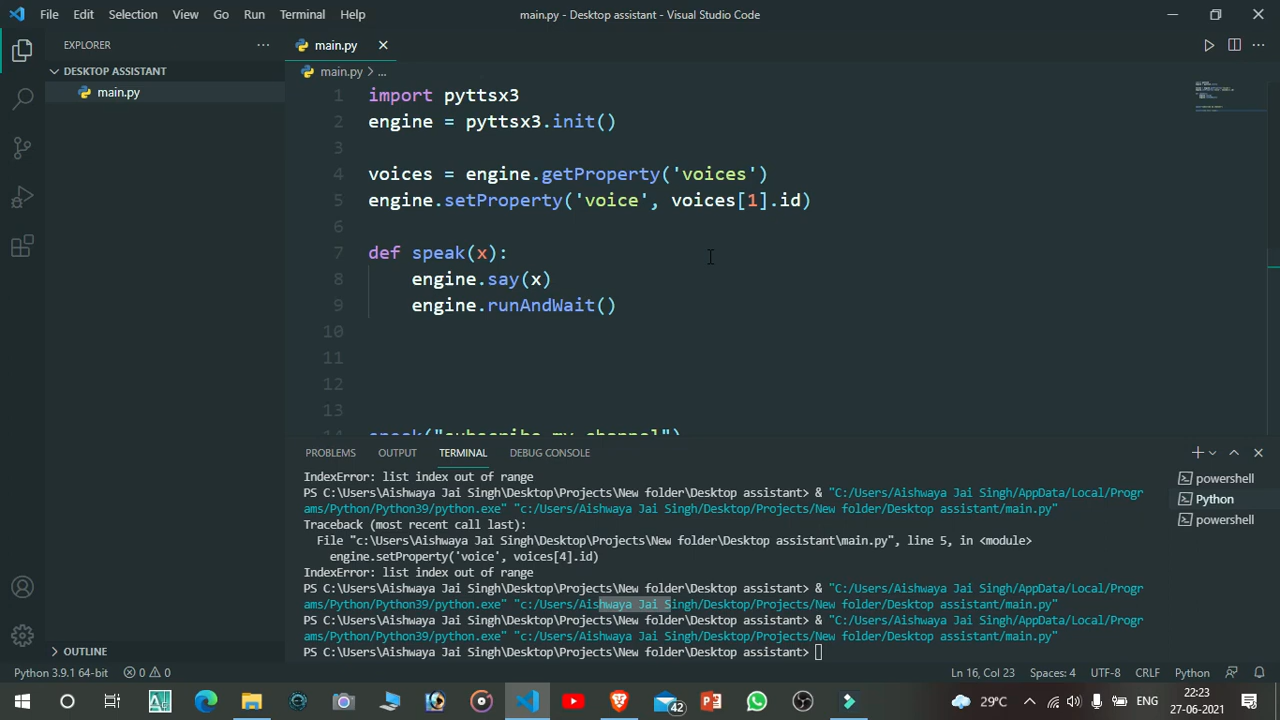 File Edit Selection View Go Run Terminal Help main.py - Desktop assistant - Visual Studio Code
EXPLORER ··· main.py
DESKTOP ASSISTANT main.py > ...
main.py
1 import pyttsx3
2 engine = pyttsx3.init()
3
4 voices = engine.getProperty('voices')
5 engine.setProperty('voice', voices[1].id)
6
7 def speak(x):
8 engine.say(x)
9 engine.runAndWait()
10
11
12
13
14 speak("subscribe my channel")
PROBLEMS OUTPUT TERMINAL DEBUG CONSOLE
IndexError: list index out of range
PS C:\Users\Aishwaya Jai Singh\Desktop\Projects\New folder\Desktop assistant> & "C:/Users/Aishwaya Jai Singh/AppData/Local/Progr
ams/Python/Python39/python.exe" "c:/Users/Aishwaya Jai Singh/Desktop/Projects/New folder/Desktop assistant/main.py"
Traceback (most recent call last):
File "c:\Users\Aishwaya Jai Singh\Desktop\Projects\New folder\Desktop assistant\main.py", line 5, in <module>
engine.setProperty('voice', voices[4].id)
IndexError: list index out of range
PS C:\Users\Aishwaya Jai Singh\Desktop\Projects\New folder\Desktop assistant> & "C:/Users/Aishwaya Jai Singh/AppData/Local/Progr
ams/Python/Python39/python.exe" "c:/Users/Aishwaya Jai Singh/Desktop/Projects/New folder/Desktop assistant/main.py"
PS C:\Users\Aishwaya Jai Singh\Desktop\Projects\New folder\Desktop assistant> & "C:/Users/Aishwaya Jai Singh/AppData/Local/Progr
ams/Python/Python39/python.exe" "c:/Users/Aishwaya Jai Singh/Desktop/Projects/New folder/Desktop assistant/main.py"
PS C:\Users\Aishwaya Jai Singh\Desktop\Projects\New folder\Desktop assistant>
powershell
Python
powershell
OUTLINE
Python 3.9.1 64-bit 0 0 Ln 16, Col 23 Spaces: 4 UTF-8 CRLF Python
42 29°C ENG 22:23
27-06-2021